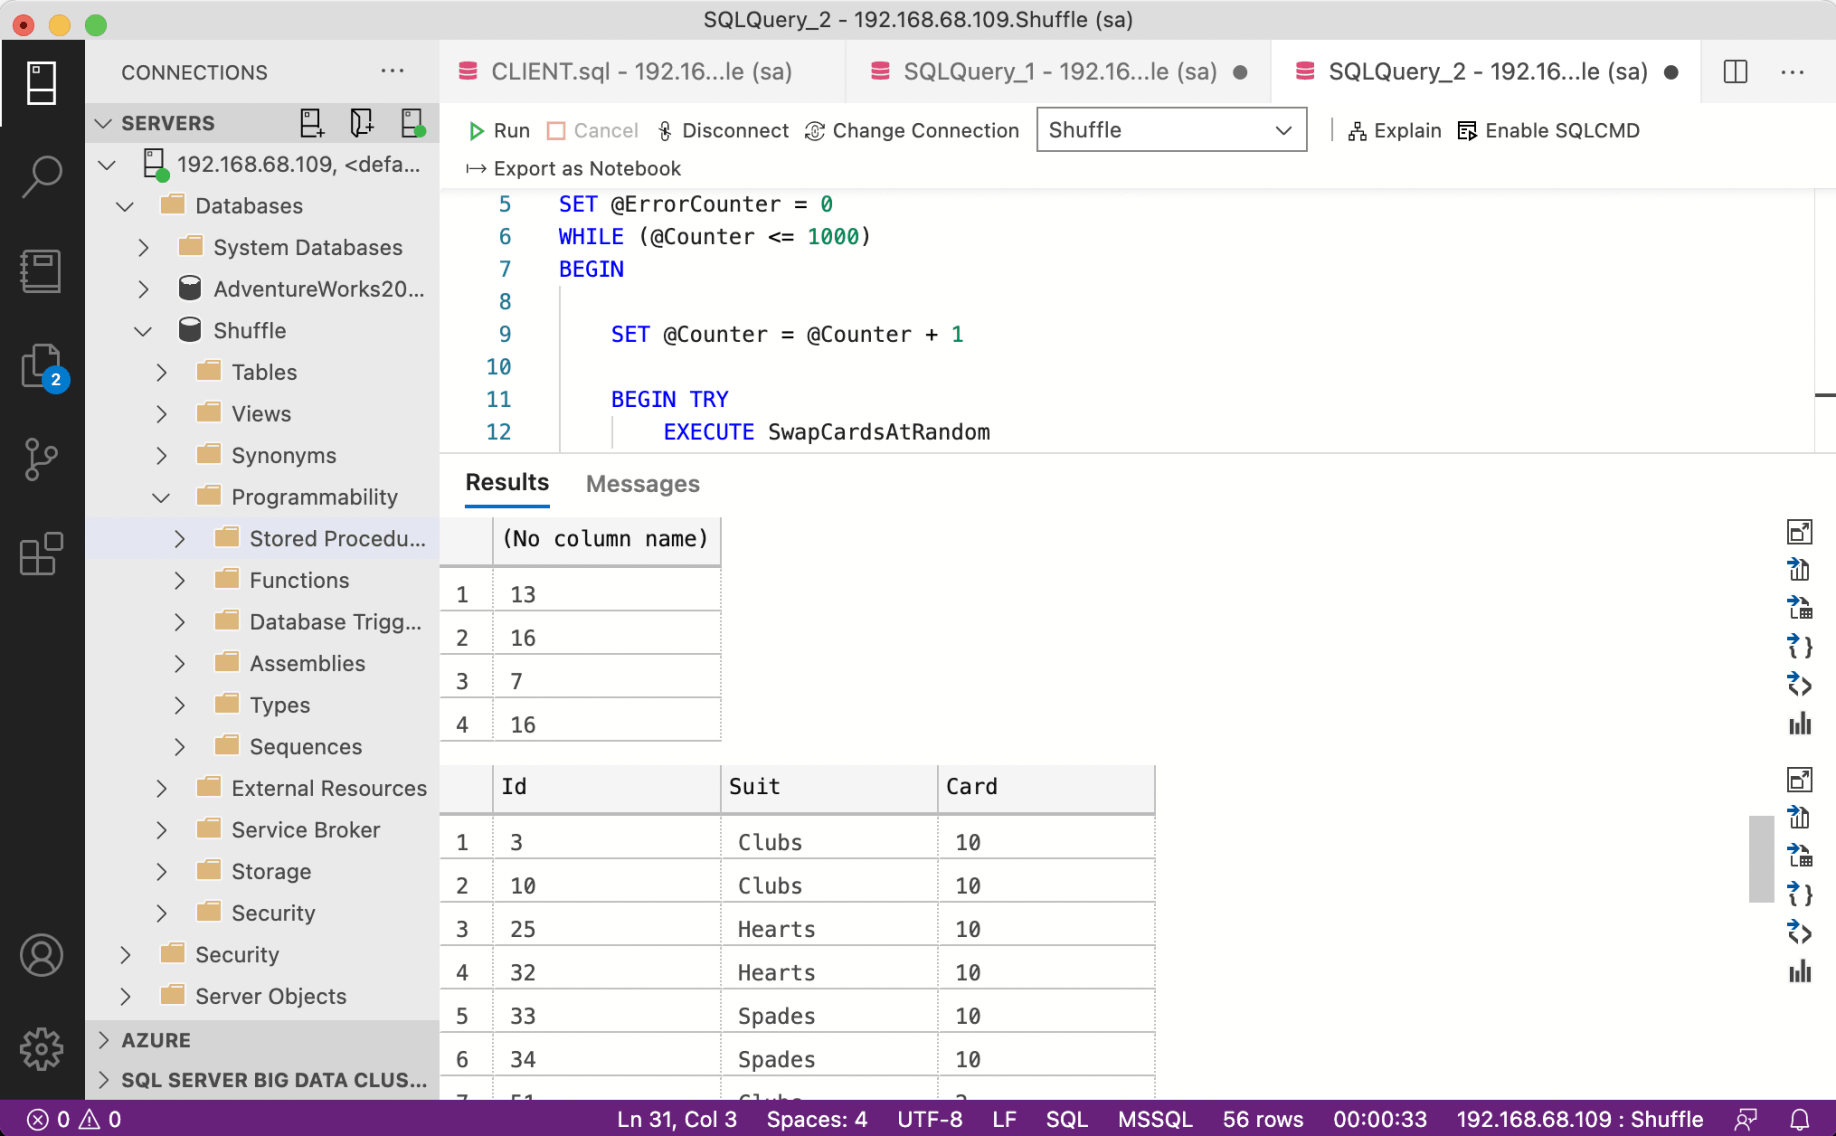 SQLQuery_2 - 192.168.68.109.Shuffle (sa)
CONNECTIONS
CLIENT.sql - 192.16...le (sa)
SQLQuery_1 - 192.16...le (sa)
SQLQuery_2 - 192.16...le (sa)
SERVERS
Run Cancel Disconnect Change Connection Shuffle Explain Enable SQLCMD
Export as Notebook
192.168.68.109, <defa...
Databases
System Databases
AdventureWorks20...
Shuffle
Tables
Views
Synonyms
Programmability
Stored Procedu...
Functions
Database Trigg...
Assemblies
Types
Sequences
External Resources
Service Broker
Storage
Security
Security
Server Objects
AZURE
SQL SERVER BIG DATA CLUS...
2
5 SET @ErrorCounter = 0
6 WHILE (@Counter <= 1000)
7 BEGIN
8
9 SET @Counter = @Counter + 1
10
11 BEGIN TRY
12 EXECUTE SwapCardsAtRandom
Results Messages
(No column name)
1 13
2 16
3 7
4 16
Id Suit Card
1 3 Clubs 10
2 10 Clubs 10
3 25 Hearts 10
4 32 Hearts 10
5 33 Spades 10
6 34 Spades 10
0 0 Ln 31, Col 3 Spaces: 4 UTF-8 LF SQL MSSQL 56 rows 00:00:33 192.168.68.109 : Shuffle